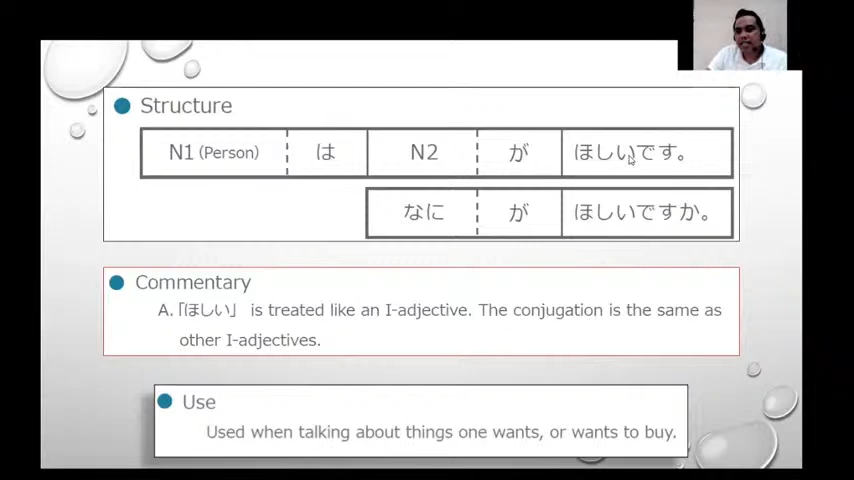 Structure
N1 (Person) は N2 が ほしいです。
なに が ほしいですか。
Commentary
A.「ほしい」 is treated like an I-adjective. The conjugation is the same as
other I-adjectives.
Use
Used when talking about things one wants, or wants to buy.